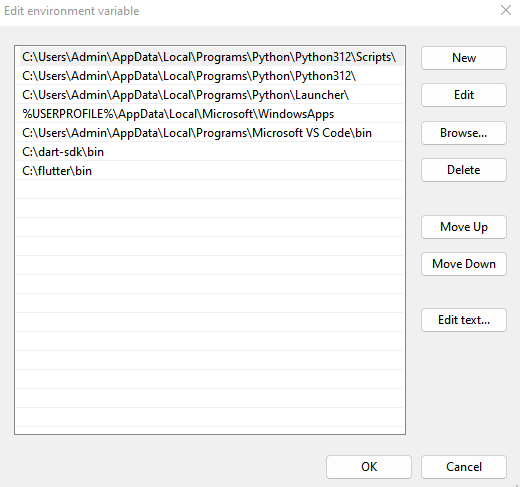 Edit environment variable
C:\Users\Admin\AppData\Local\Programs\Python\Python312\Scripts\
C:\Users\Admin\AppData\Local\Programs\Python\Python312\
C:\Users\Admin\AppData\Local\Programs\Python\Launcher\
%USERPROFILE%\AppData\Local\Microsoft\WindowsApps
C:\Users\Admin\AppData\Local\Programs\Microsoft VS Code\bin
C:\dart-sdk\bin
C:\flutter\bin
New
Edit
Browse...
Delete
Move Up
Move Down
Edit text...
OK
Cancel